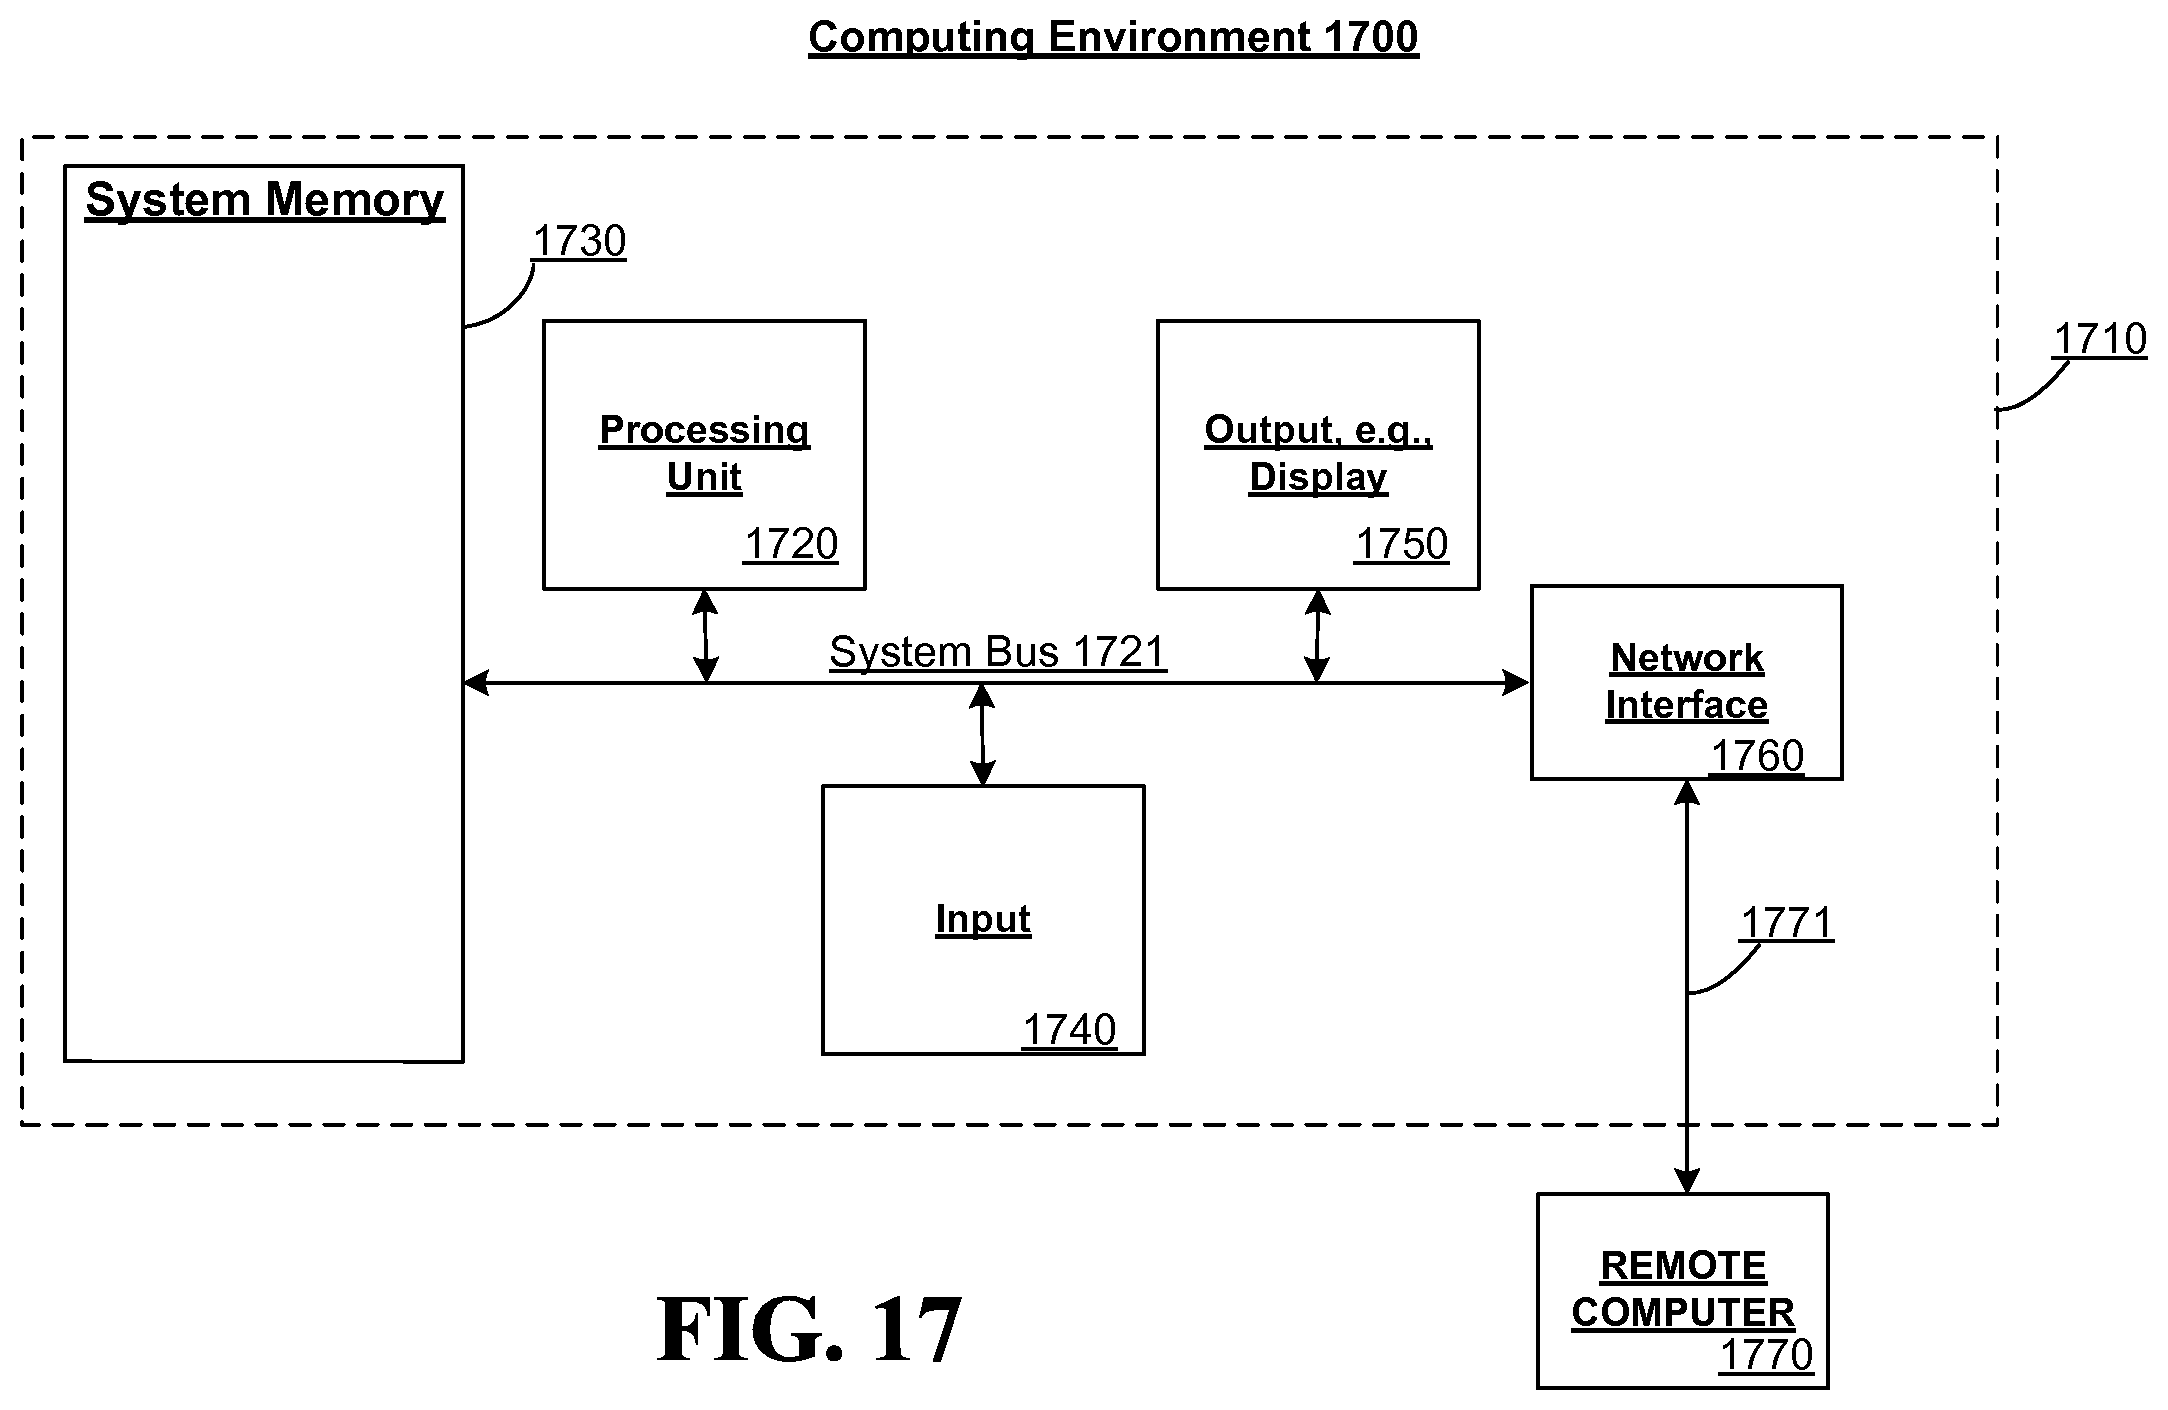 Computing Environment 1700
System Memory
1730
1710
Processing
Unit
1720
Output, e.g.,
Display
1750
System Bus 1721
Network
Interface
1760
Input
1740
1771
REMOTE
COMPUTER
1770
FIG. 17